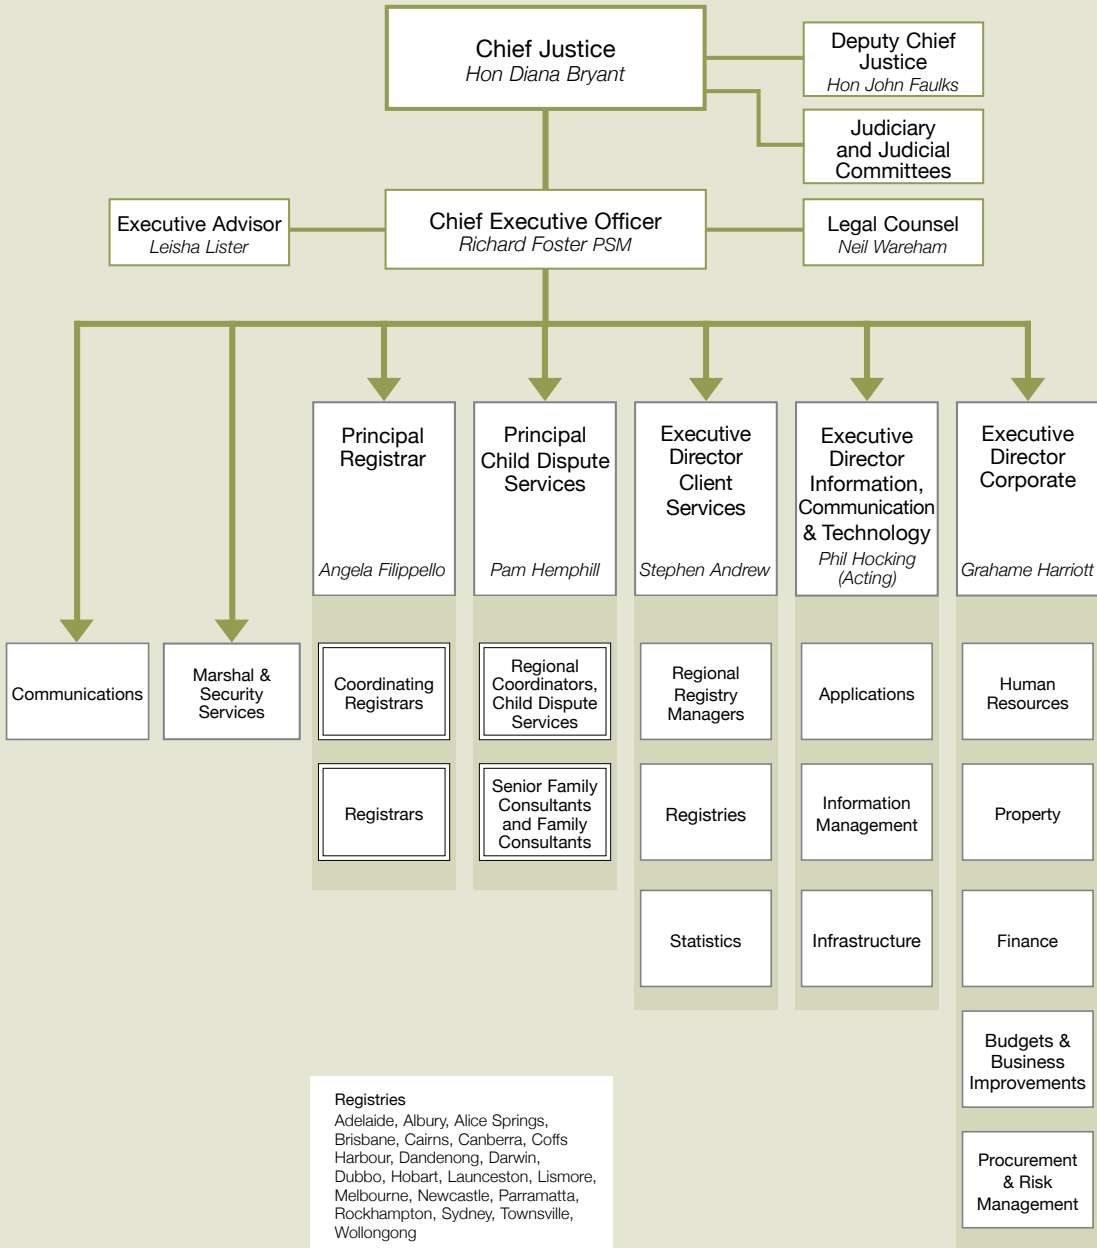 Chief Justice
Hon Diana Bryant
Deputy Chief
Justice
Hon John Faulks
Judiciary
and Judicial
Committees
Executive Advisor
Leisha Lister
Chief Executive Officer
Richard Foster PSM
Legal Counsel
Neil Wareham
Principal
Registrar
Angela Filippello
Principal
Child Dispute
Services
Pam Hemphill
Executive
Director
Client
Services
Stephen Andrew
Executive
Director
Information,
Communication
& Technology
Phil Hocking
(Acting)
Executive
Director
Corporate
Grahame Harriott
Communications
Marshal &
Security
Services
Coordinating
Registrars
Regional
Coordinators,
Child Dispute
Services
Regional
Registry
Managers
Applications
Human
Resources
Registrars
Senior Family
Consultants
and Family
Consultants
Registries
Information
Management
Property
Statistics
Infrastructure
Finance
Budgets &
Business
Improvements
Procurement
& Risk
Management
Registries
Adelaide, Albury, Alice Springs,
Brisbane, Cairns, Canberra, Coffs
Harbour, Dandenong, Darwin,
Dubbo, Hobart, Launceston, Lismore,
Melbourne, Newcastle, Parramatta,
Rockhampton, Sydney, Townsville,
Wollongong